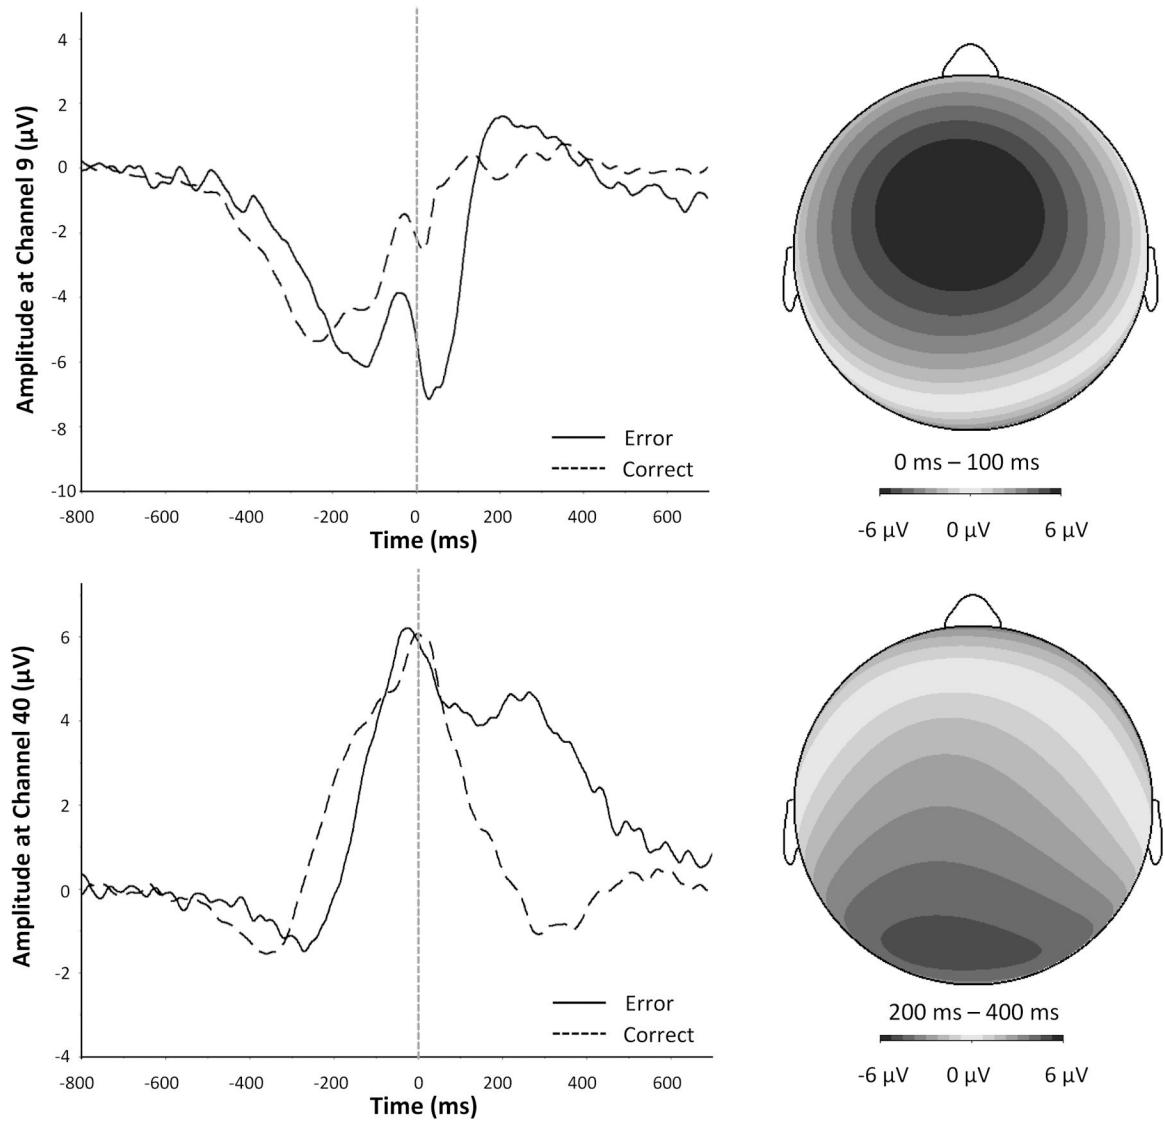 Amplitude at Channel 9 (µV)
4
2
0
-2
-4
-6
-8
-10
-800 -600 -400 -200 0 200 400 600
Time (ms)
Error
Correct
0 ms – 100 ms
-6 µV 0 µV 6 µV
Amplitude at Channel 40 (µV)
6
4
2
0
-2
-4
-800 -600 -400 -200 0 200 400 600
Time (ms)
Error
Correct
200 ms – 400 ms
-6 µV 0 µV 6 µV